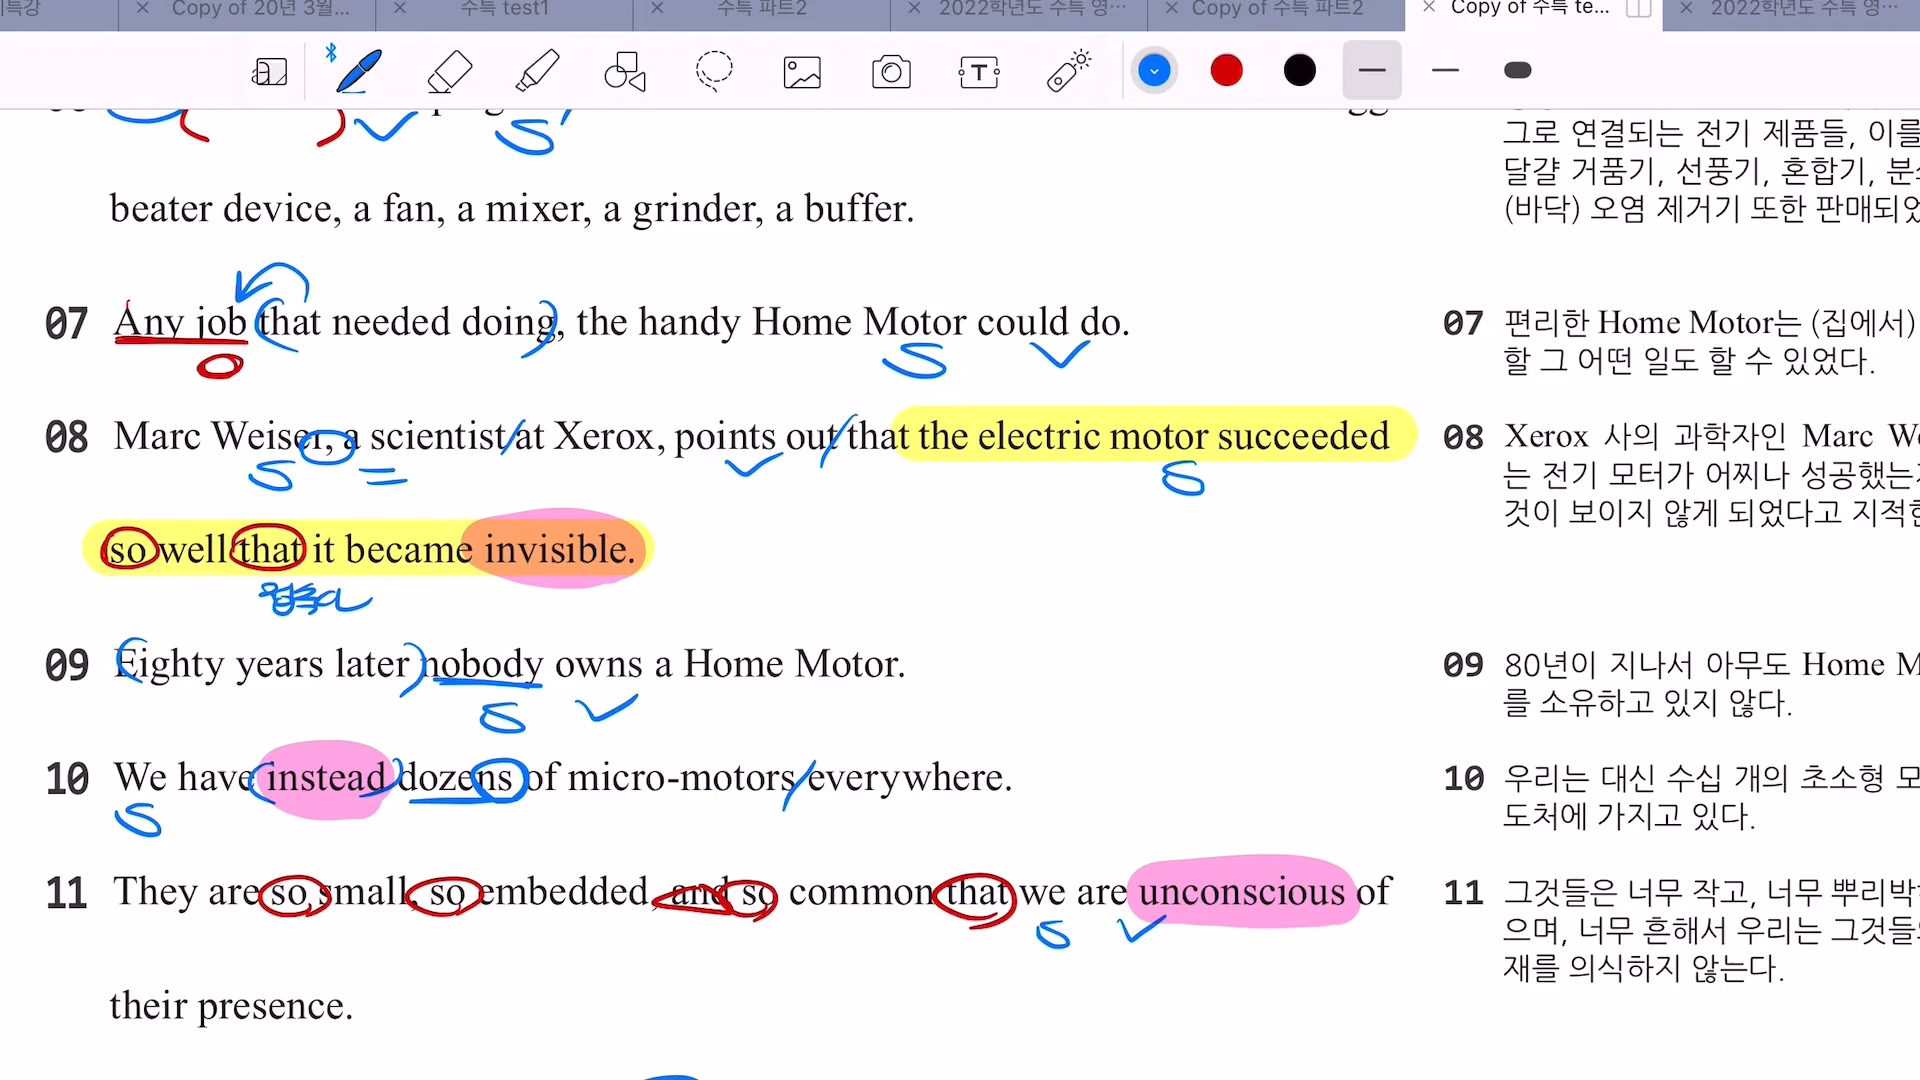 특강
Copy of 20년 3월...
수특 test1
수특 파트2
2022학년도 수특 영...
Copy of 수특 파트2
Copy of 수특 te...
2022학년도 수특 영...
그로 연결되는 전기 제품들, 이를
beater device, a fan, a mixer, a grinder, a buffer.
달걀 거품기, 선풍기, 혼합기, 분
(바닥) 오염 제거기 또한 판매되었
07 Any job that needed doing, the handy Home Motor could do.
S
O
07 편리한 Home Motor는 (집에서)
할 그 어떤 일도 할 수 있었다.
08 Marc Weiser, a scientist at Xerox, points out that the electric motor succeeded
S = S
so well that it became invisible.
08 Xerox 사의 과학자인 Marc We
는 전기 모터가 어찌나 성공했는지
것이 보이지 않게 되었다고 지적한
09 Eighty years later nobody owns a Home Motor.
S
09 80년이 지나서 아무도 Home M
를 소유하고 있지 않다.
10 We have instead dozens of micro-motors everywhere.
S
10 우리는 대신 수십 개의 초소형 모
도처에 가지고 있다.
11 They are so small, so embedded, and so common that we are unconscious of
S
their presence.
11 그것들은 너무 작고, 너무 뿌리박
으며, 너무 흔해서 우리는 그것들의
재를 의식하지 않는다.